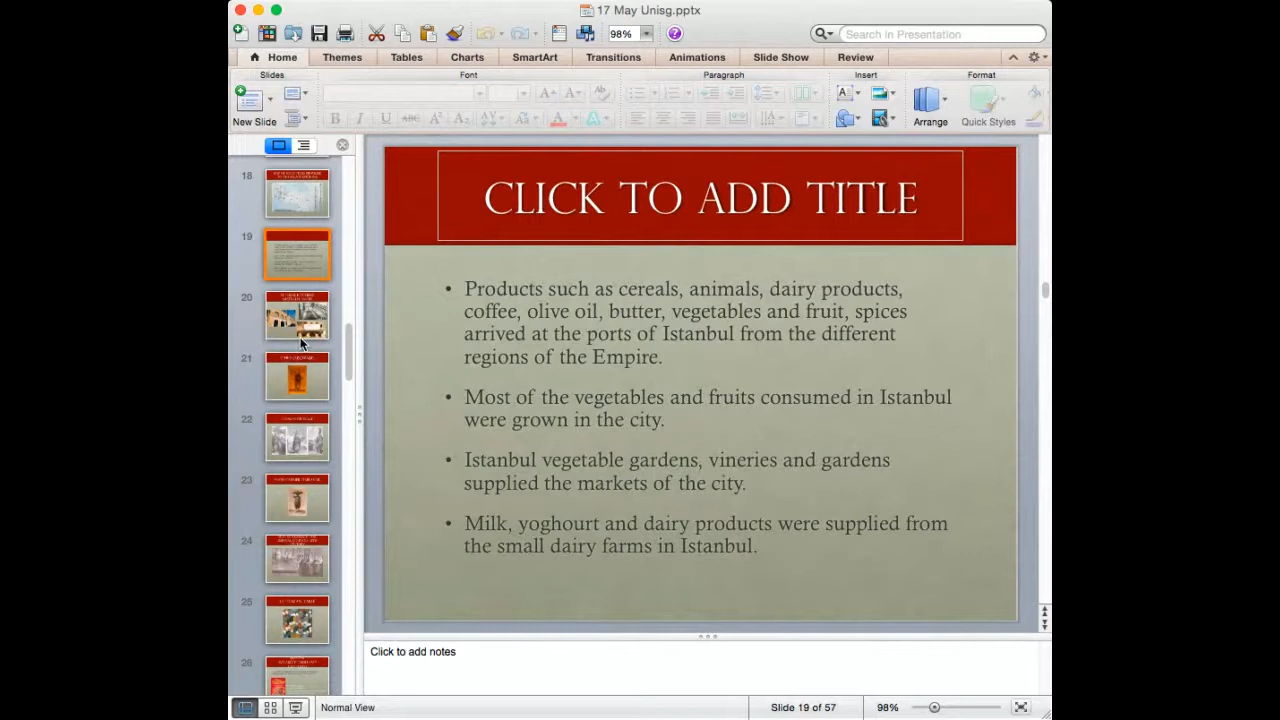 17 May Unisg.pptx
98%
Search in Presentation
Home
Themes
Tables
Charts
SmartArt
Transitions
Animations
Slide Show
Review
Slides
Font
Paragraph
Insert
Format
New Slide
Arrange
Quick Styles
18
19
20
21
22
23
24
25
26
CLICK TO ADD TITLE
• Products such as cereals, animals, dairy products,
coffee, olive oil, butter, vegetables and fruit, spices
arrived at the ports of Istanbul from the different
regions of the Empire.
• Most of the vegetables and fruits consumed in Istanbul
were grown in the city.
• Istanbul vegetable gardens, vineries and gardens
supplied the markets of the city.
• Milk, yoghourt and dairy products were supplied from
the small dairy farms in Istanbul.
Click to add notes
Normal View
Slide 19 of 57
98%